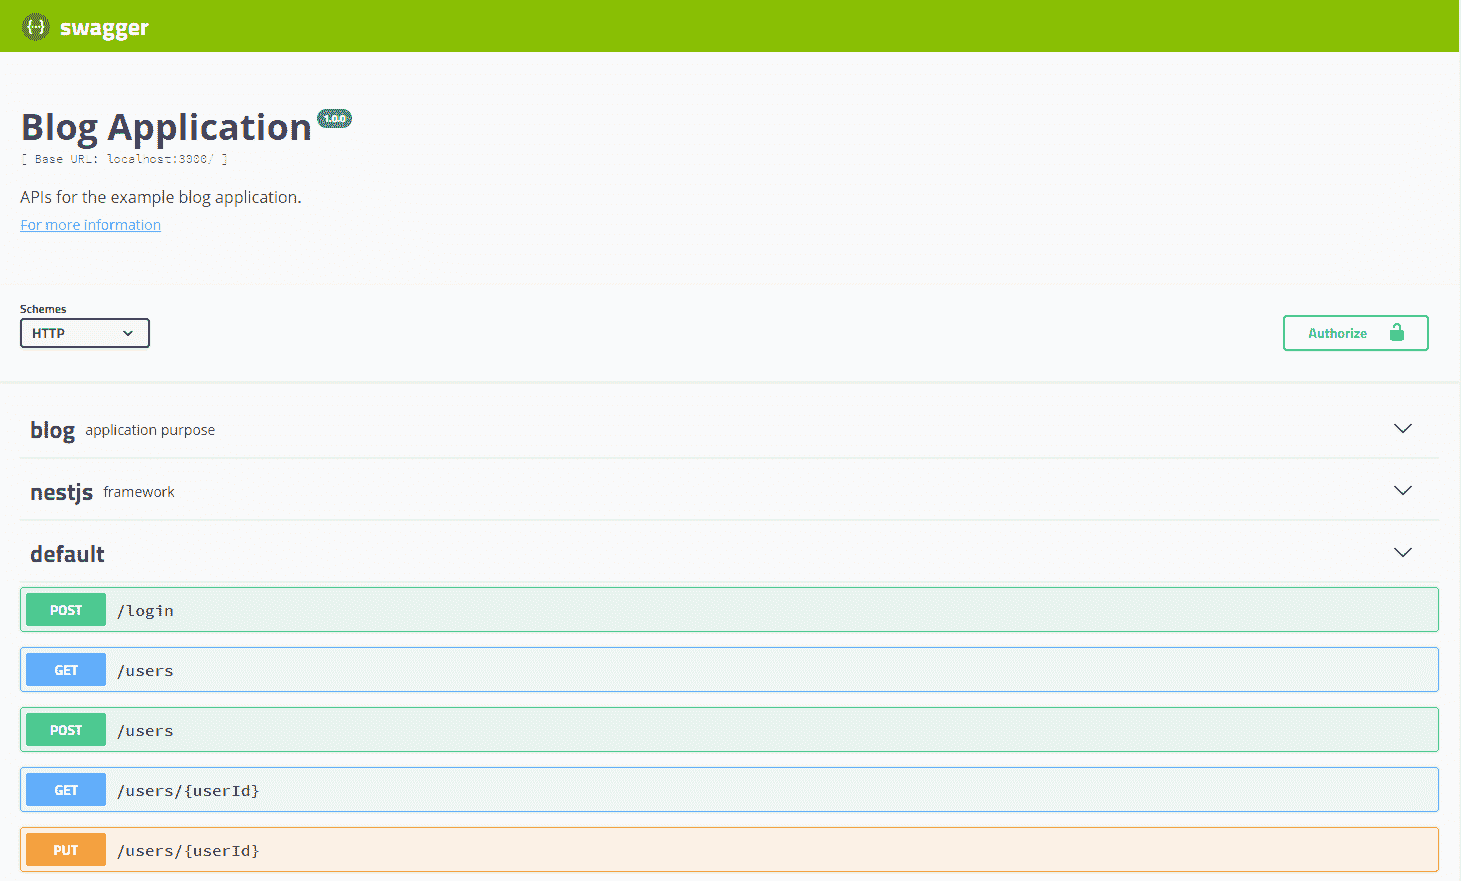 swagger
Blog Application 1.0.0
[ Base URL: localhost:3000/ ]
APIs for the example blog application.
For more information
Schemes
HTTP
Authorize
blog application purpose
nestjs framework
default
POST /login
GET /users
POST /users
GET /users/{userId}
PUT /users/{userId}